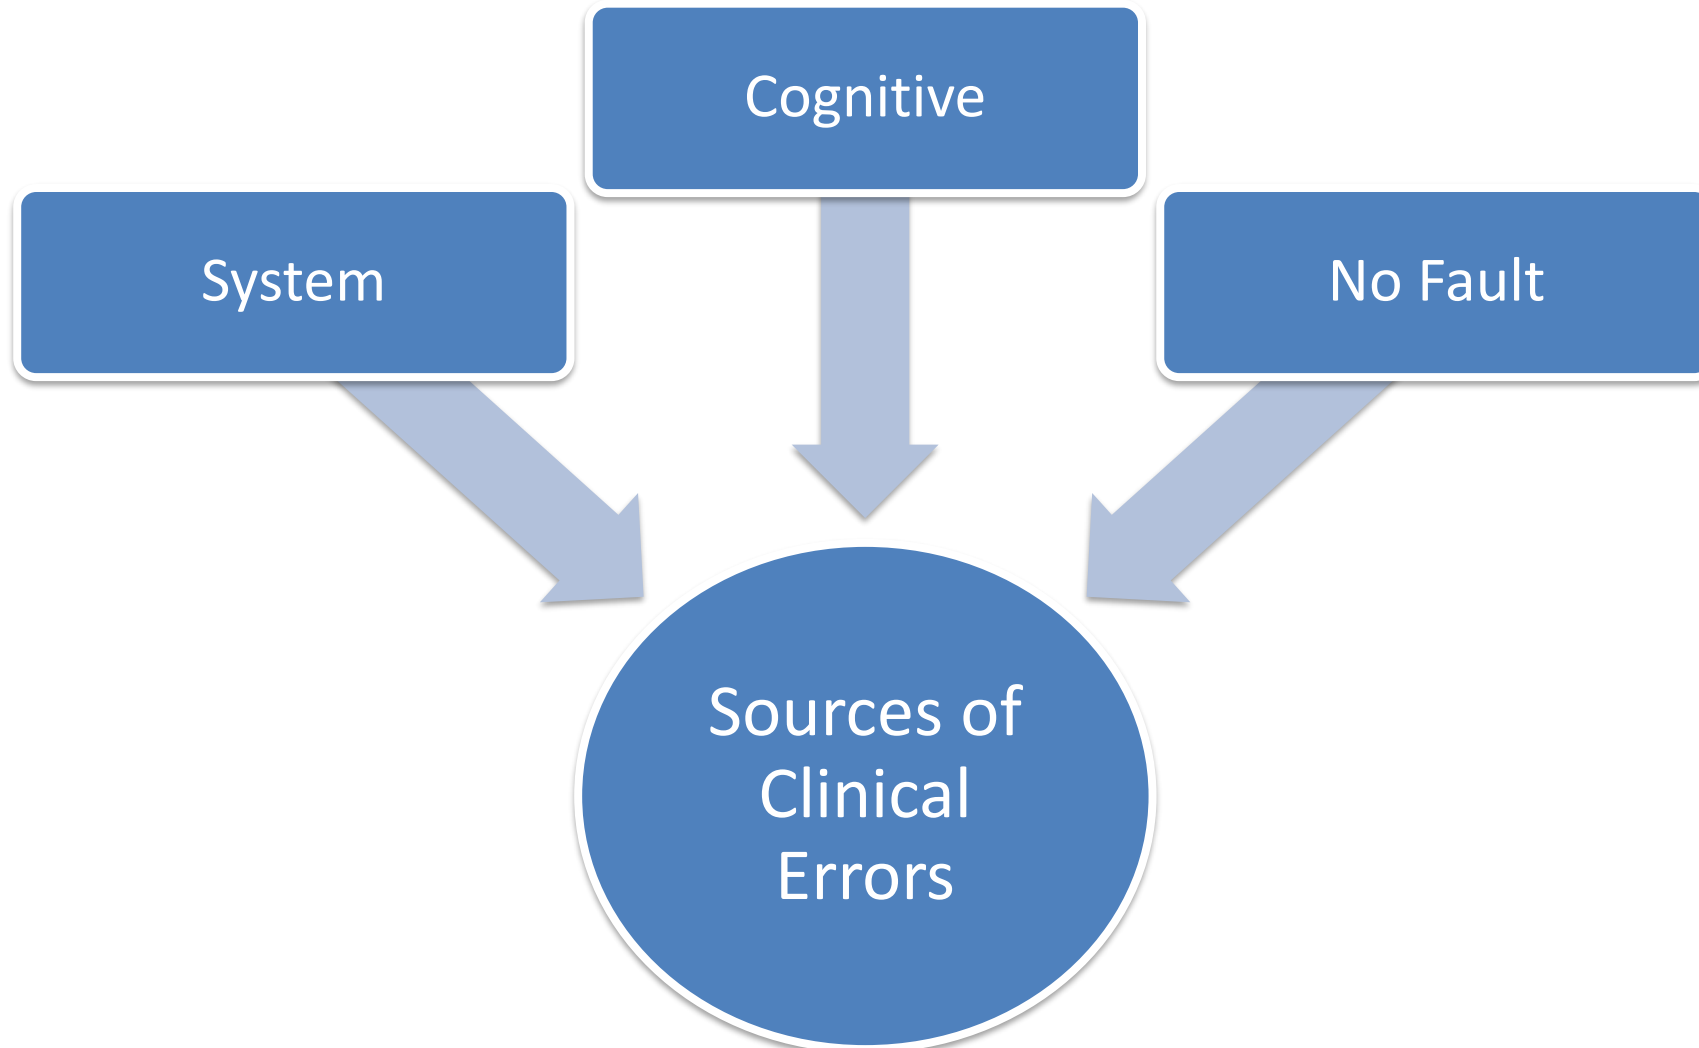 Cognitive
System
No Fault
Sources of
Clinical
Errors